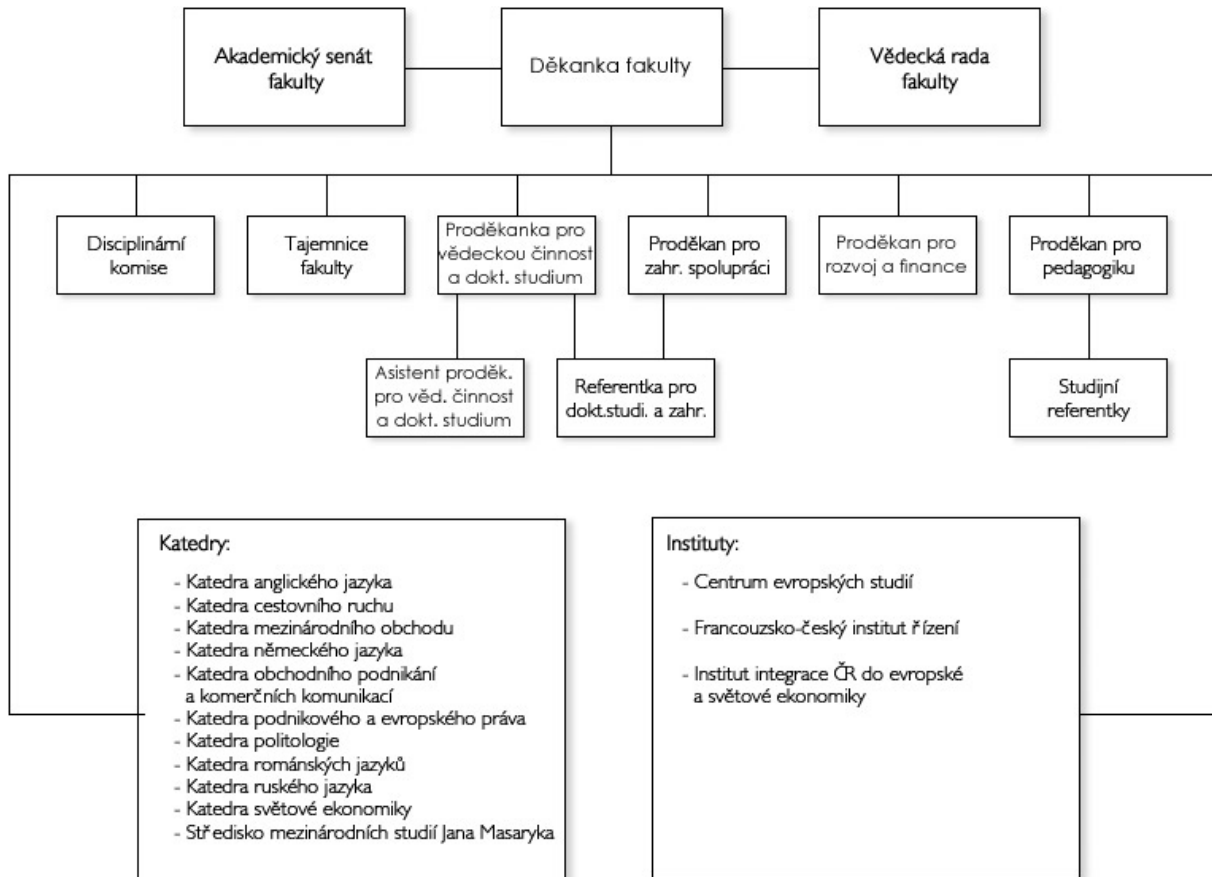 Akademický senát
fakulty
Děkanka fakulty
Vědecká rada
fakulty
Disciplinární
komise
Tajemnice
fakulty
Proděkanka pro
vědeckou činnost
a dokt. studium
Proděkan pro
zahr. spolupráci
Proděkan pro
rozvoj a finance
Proděkan pro
pedagogiku
Asistent proděk.
pro věd. činnost
a dokt. studium
Referentka pro
dokt.studi. a zahr.
Studijní
referentky
Katedry:
- Katedra anglického jazyka
- Katedra cestovního ruchu
- Katedra mezinárodního obchodu
- Katedra německého jazyka
- Katedra obchodního podnikání
a komerčních komunikací
- Katedra podnikového a evropského práva
- Katedra politologie
- Katedra románských jazyků
- Katedra ruského jazyka
- Katedra světové ekonomiky
- Středisko mezinárodních studií Jana Masaryka
Instituty:
- Centrum evropských studií
- Francouzsko-český institut řízení
- Institut integrace ČR do evropské
a světové ekonomiky